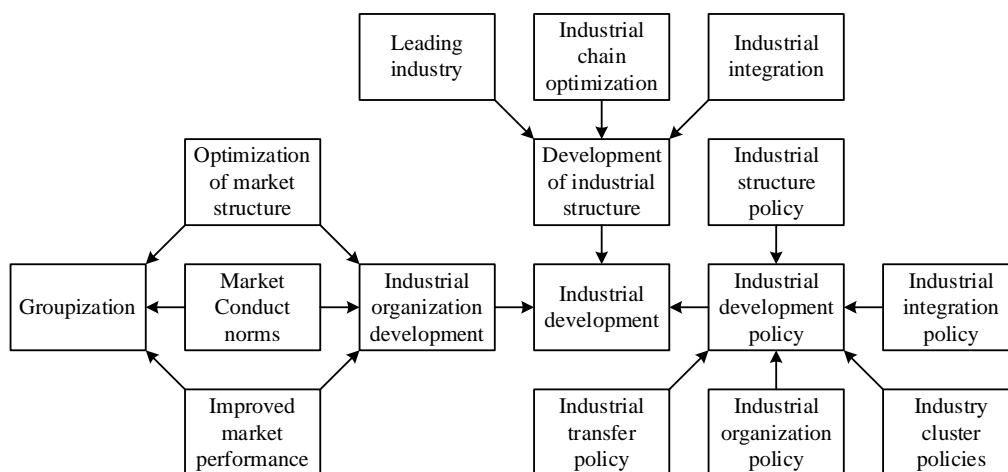 Leading
industry
Industrial
chain
optimization
Industrial
integration
Optimization
of market
structure
Development
of industrial
structure
Industrial
structure
policy
Groupization
Market
Conduct
norms
Industrial
organization
development
Industrial
development
Industrial
development
policy
Industrial
integration
policy
Improved
market
performance
Industrial
transfer
policy
Industrial
organization
policy
Industry
cluster
policies